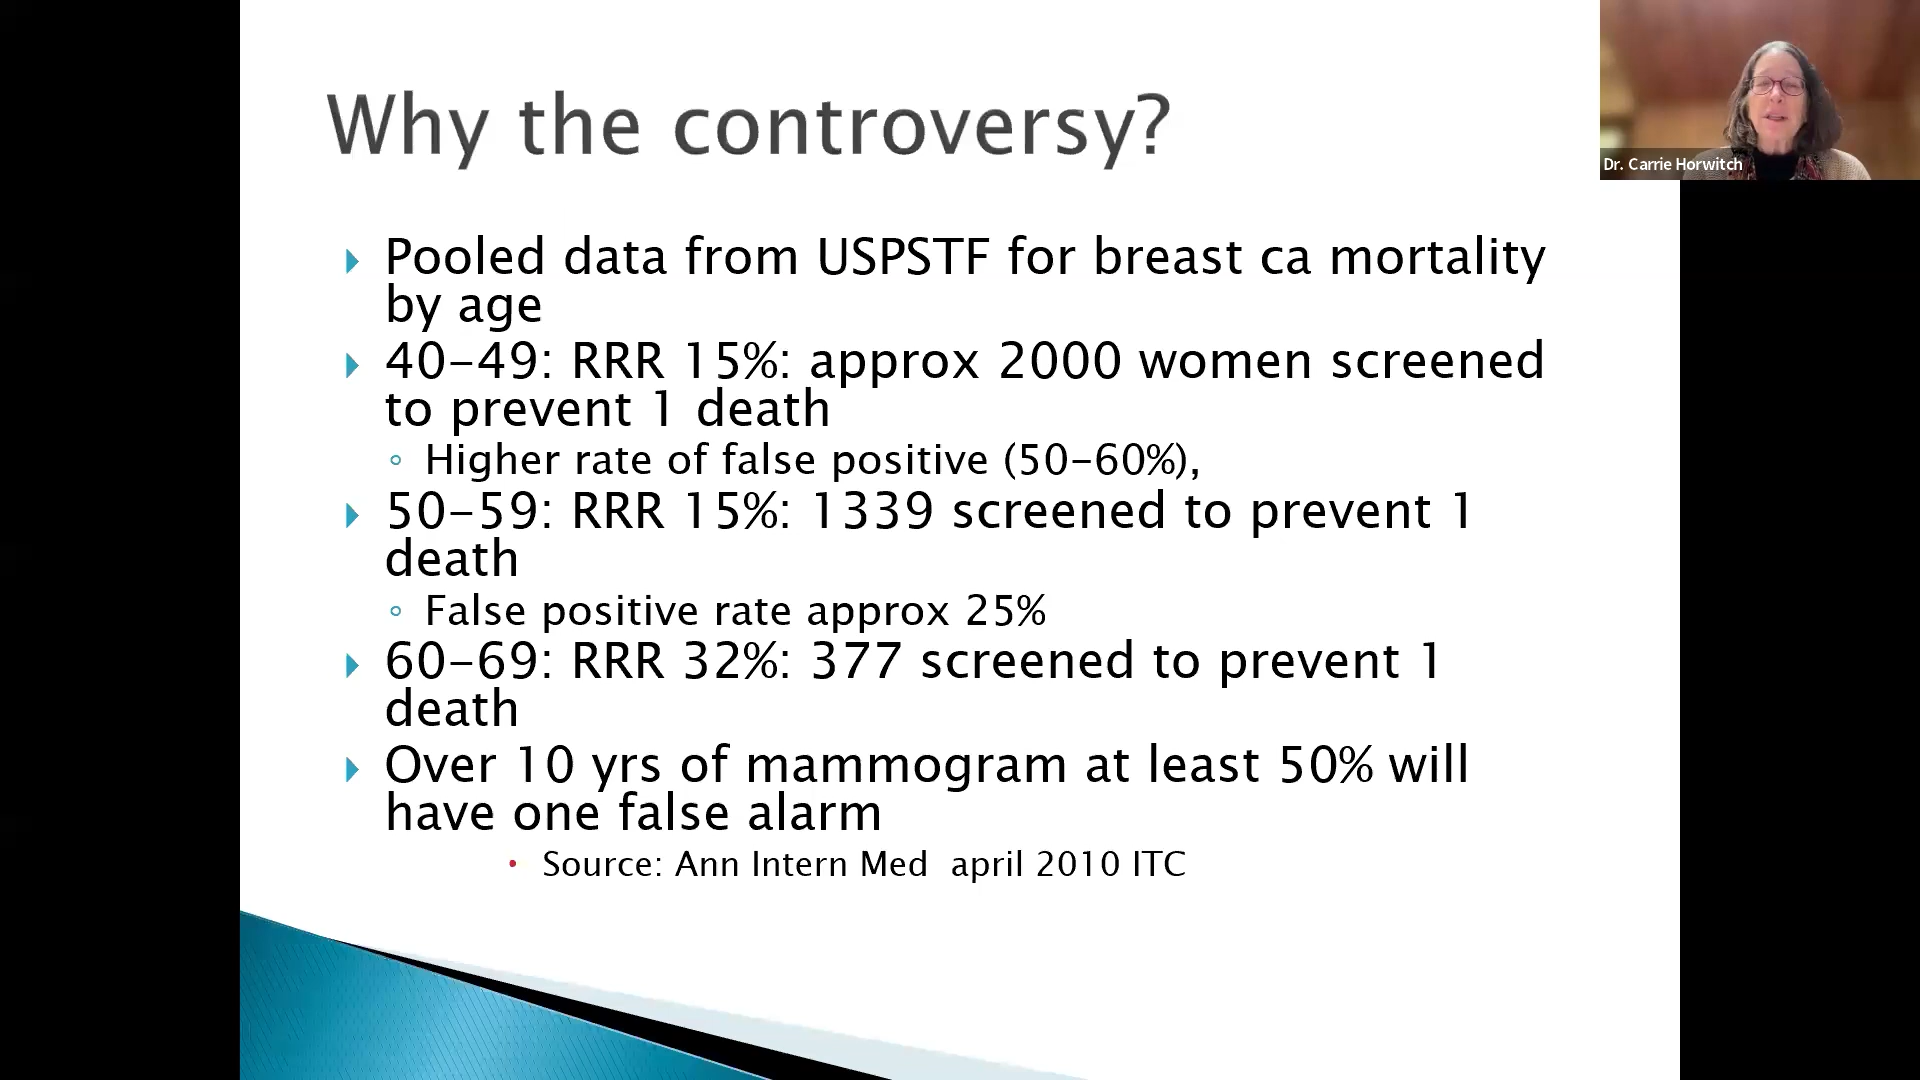 Why the controversy?
Dr. Carrie Horwitch
Pooled data from USPSTF for breast ca mortality
by age
40-49: RRR 15%: approx 2000 women screened
to prevent 1 death
Higher rate of false positive (50-60%),
50-59: RRR 15%: 1339 screened to prevent 1
death
False positive rate approx 25%
60-69: RRR 32%: 377 screened to prevent 1
death
Over 10 yrs of mammogram at least 50% will
have one false alarm
Source: Ann Intern Med april 2010 ITC